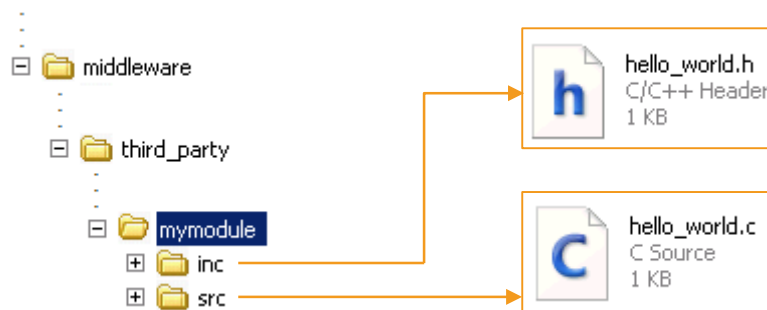 middleware
third_party
mymodule
inc
src
h
hello_world.h
C/C++ Header
1 KB
C
hello_world.c
C Source
1 KB